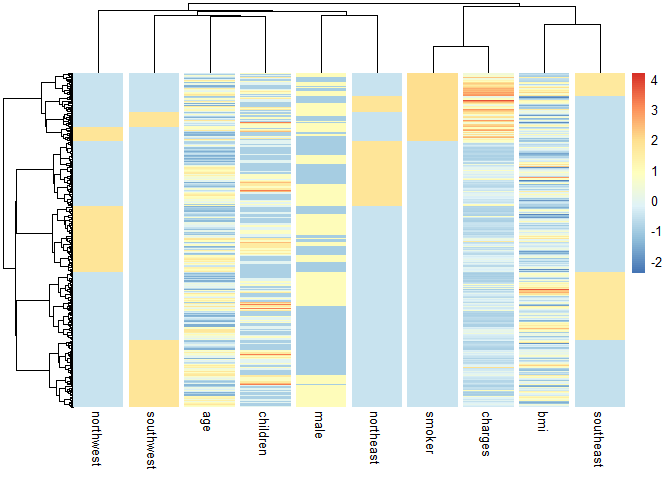 4
3
2
1
0
-1
-2
northwest
southwest
age
children
male
northeast
smoker
charges
bmi
southeast